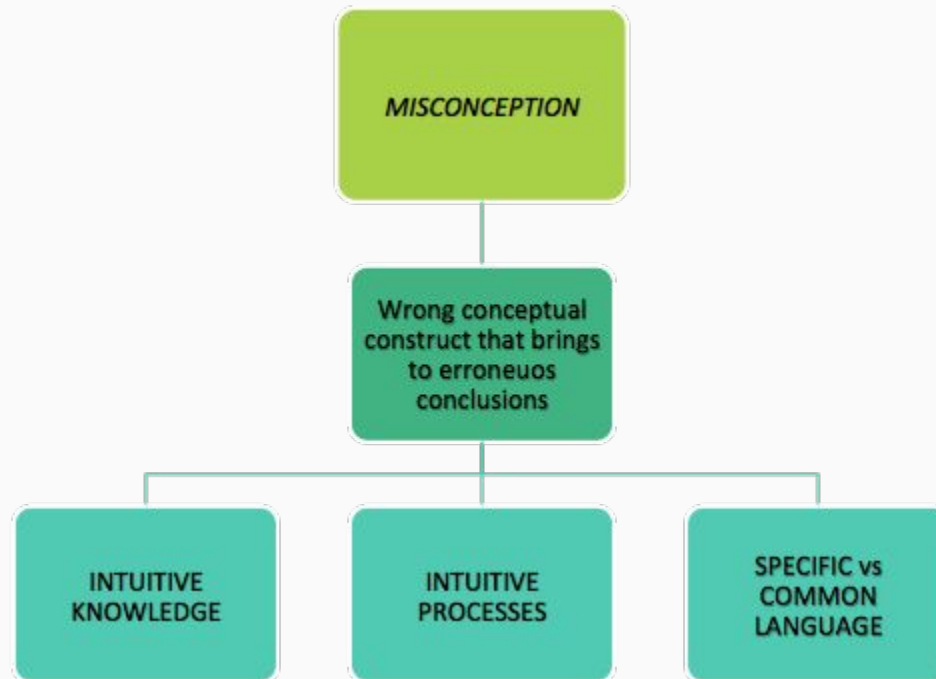 MISCONCEPTION
Wrong conceptual
construct that brings
to erroneuos
conclusions
INTUITIVE
KNOWLEDGE
INTUITIVE
PROCESSES
SPECIFIC vs
COMMON
LANGUAGE